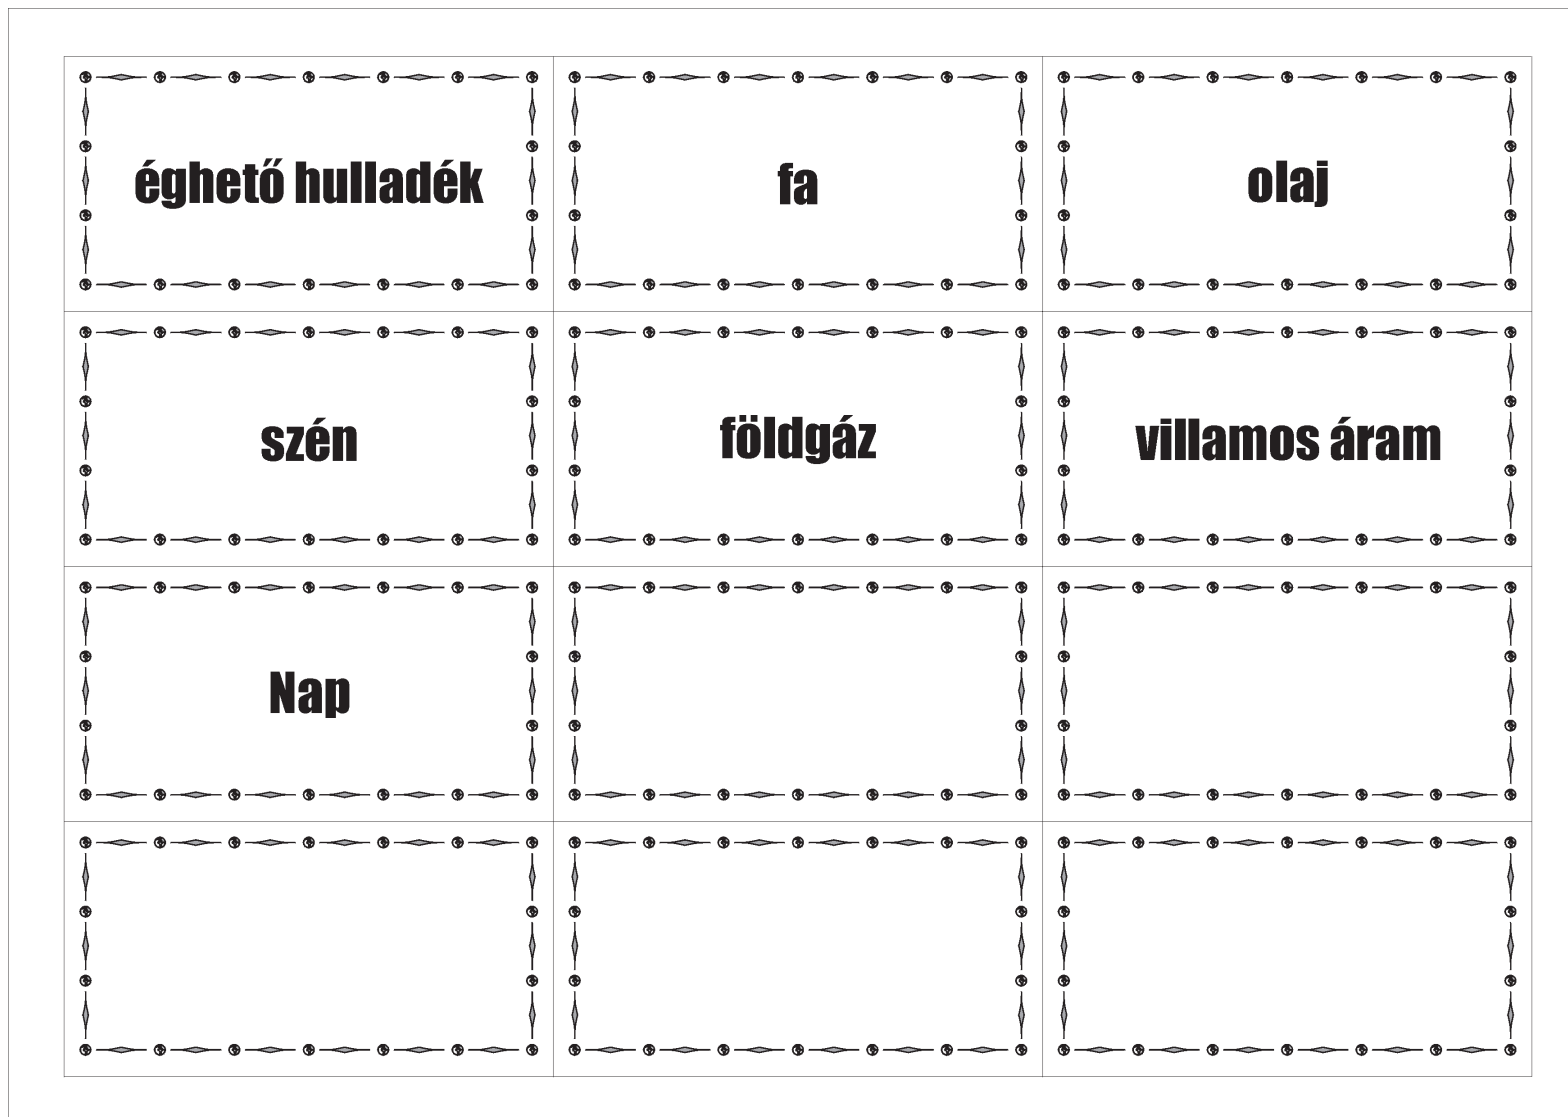 éghető hulladék
fa
olaj
szén
földgáz
villamos áram
Nap